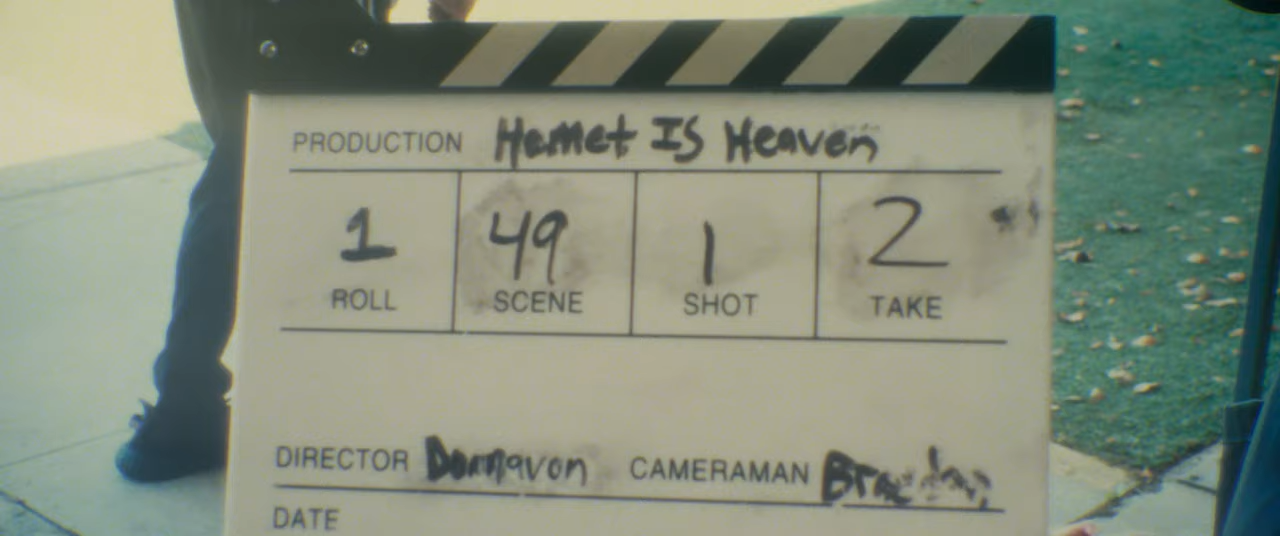 PRODUCTION Hemet IS Heaven
1 49 1 2
ROLL SCENE SHOT TAKE
DIRECTOR Donnavon CAMERAMAN
DATE